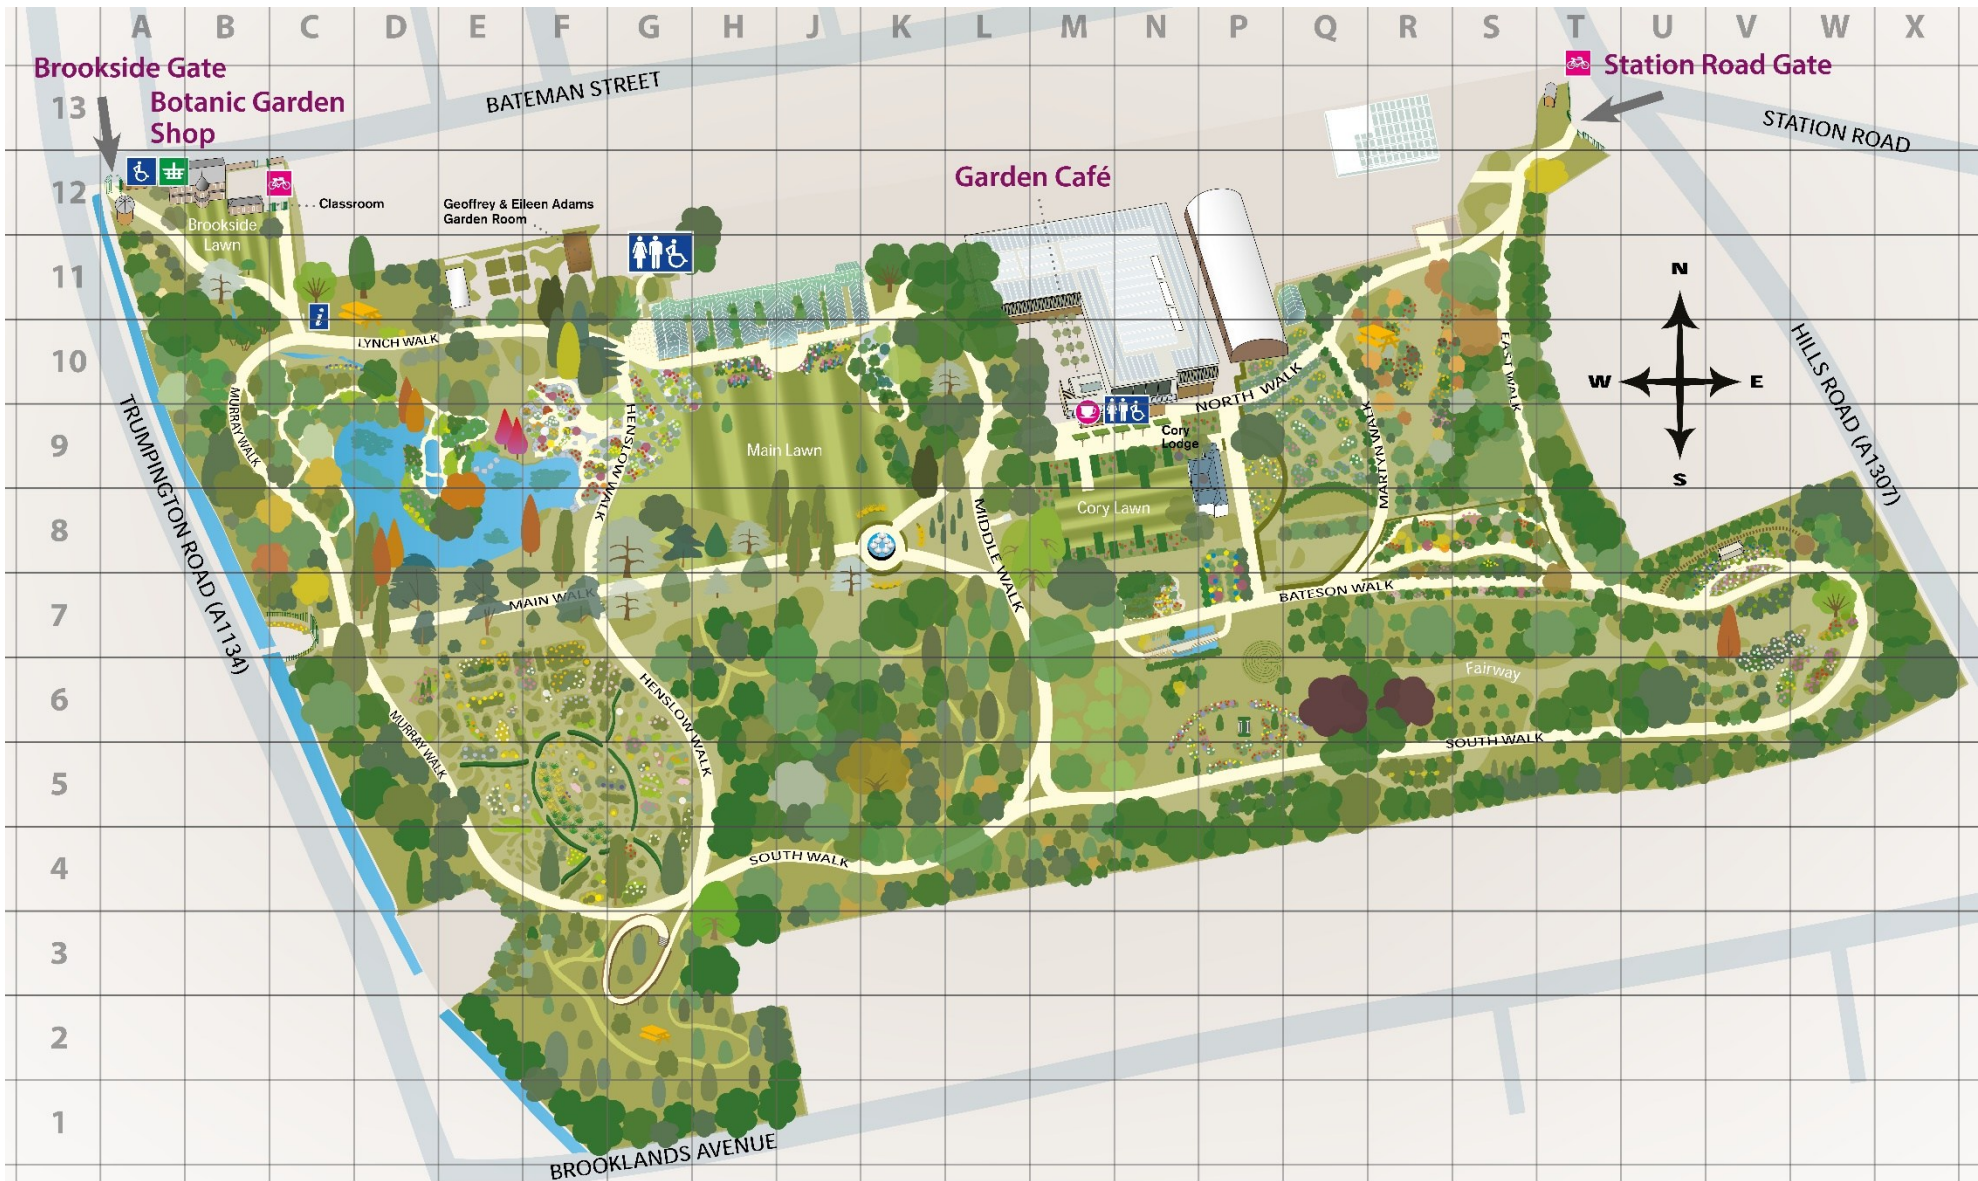 A B C D E F G H J K L M N P Q R S T U V W X
Brookside Gate
Station Road Gate
13
Botanic Garden
Shop
BATEMAN STREET
STATION ROAD
12
Garden Café
Classroom
Geoffrey & Eileen Adams
Garden Room
Brookside
Lawn
11
i
N
10
LYNCH WALK
W E
S
MURRAY WALK
EAST WALK
HILLS ROAD (A1307)
NORTH WALK
TRUMPINGTON ROAD (A1134)
9
HENSLOW WALK
Main Lawn
Cory
Lodge
MARTYN WALK
8
MIDDLE WALK
Cory Lawn
7
MAIN WALK
BATESON WALK
6
HENSLOW WALK
Fairway
MURRAY WALK
SOUTH WALK
5
4
SOUTH WALK
3
2
1
BROOKLANDS AVENUE